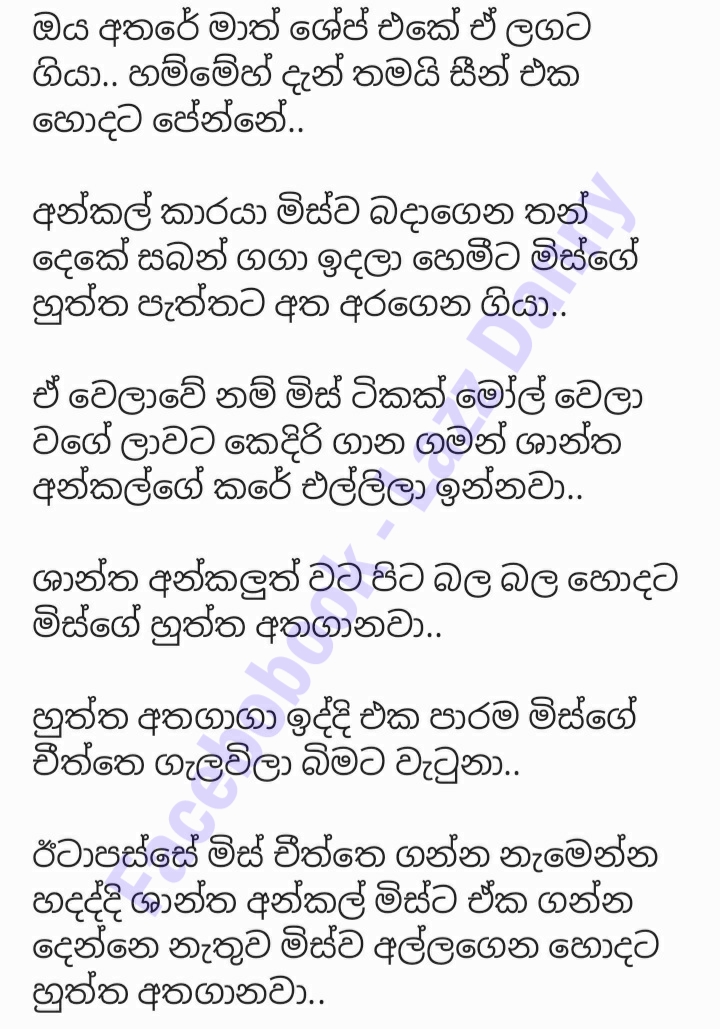 ඔය අතරේ මාත් ශේප් එකේ ඒ ලගට
ගියා.. හම්මේහ් දැන් තමයි සීන් එක
හොදට පේන්නේ..
අන්කල් කාරයා මිස්ව බදාගෙන තන්
දෙකේ සබන් ගගා ඉදලා හෙමීට මිස්ගේ
හුත්ත පැත්තට අත අරගෙන ගියා..
ඒ වෙලාවේ නම් මිස් ටිකක් මෝල් වෙලා
වගේ ලාවට කෙදිරි ගාන ගමන් ශාන්ත
අන්කල්ගේ කරේ එල්ලිලා ඉන්නවා..
ශාන්ත අන්කලුත් වට පිට බල බල හොදට
මිස්ගේ හුත්ත අතගානවා..
හුත්ත අතගාගා ඉද්දි එක පාරම මිස්ගේ
චීත්තෙ ගැලවිලා බිමට වැටුනා..
ඊටාපස්සේ මිස් චීත්තෙ ගන්න නැමෙන්න
හදද්දි ශාන්ත අන්කල් මිස්ට ඒක ගන්න
දෙන්නෙ නැතුව මිස්ව අල්ලගෙන හොදට
හුත්ත අතගානවා..
Facebobook - Lazz Danny